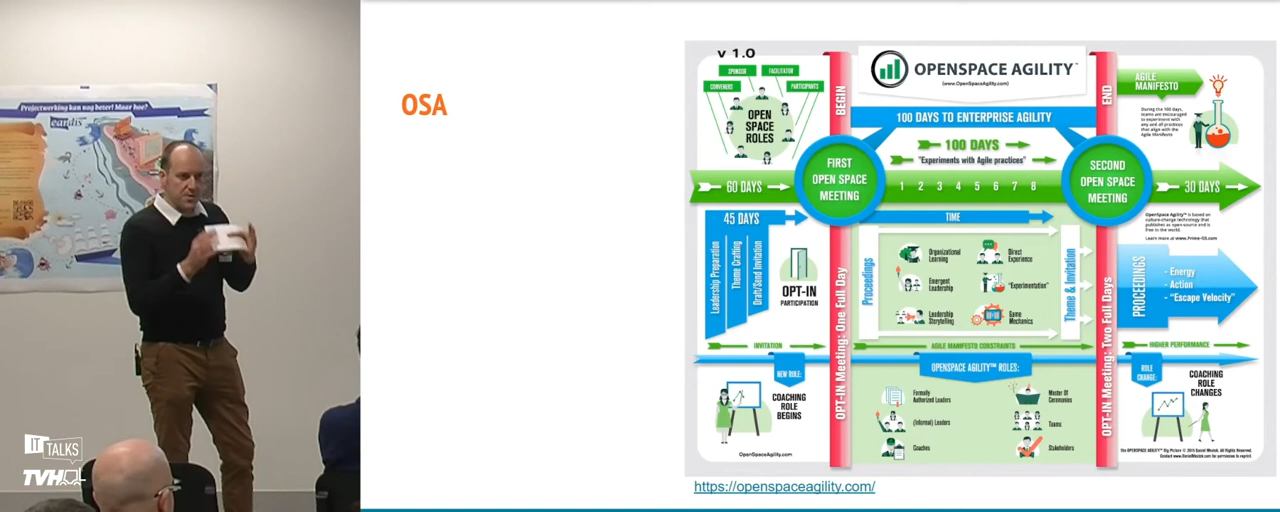 Projectwerking kan nog beter! Maar hoe?
IT TALKS
TVH
OSA
v 1.0
OPENSPACE AGILITY™
(www.OpenSpaceAgility.com)
SPONSOR
FACILITATOR
CONVENERS
PARTICIPANTS
OPEN
SPACE
ROLES
BEGIN
END
100 DAYS TO ENTERPRISE AGILITY
100 DAYS
"Experiments with Agile practices"
AGILE
MANIFESTO
During the 100 days,
teams are encouraged
to experiment with
any and all practices
that align with the
Agile Manifesto
60 DAYS
FIRST
OPEN SPACE
MEETING
1 2 3 4 5 6 7 8
SECOND
OPEN SPACE
MEETING
30 DAYS
45 DAYS
Leadership Preparation
Theme Crafting
Draft/Send Invitation
OPT-IN
PARTICIPATION
OPT-IN Meeting: One Full Day
TIME
Proceedings
Organizational
Learning
Direct
Experience
Emergent
Leadership
"Experimentation"
Leadership
Storytelling
Game
Mechanics
Theme & Invitation
OPT-IN Meeting: Two Full Days
OpenSpace Agility™ is based on
culture-change technology that
publishes as open-source and is
free to the world.
Learn more at www.Prime-OS.com
PROCEEDINGS
- Energy
- Action
- "Escape Velocity"
INVITATION
AGILE MANIFESTO CONSTRAINTS
HIGHER PERFORMANCE
NEW RULE:
COACHING
ROLE
BEGINS
OPENSPACE AGILITY™ ROLES:
Formally
Authorized Leaders
Master Of
Ceremonies
(Informal) Leaders
Teams
Coaches
Stakeholders
ROLE
CHANGE:
COACHING
ROLE
CHANGES
OpenSpaceAgility.com
The OPENSPACE AGILITY™ Big Picture © 2015 Daniel Mezick. All Rights Reserved.
Contact www.DanielMezick.com for permission to reprint.
https://openspaceagility.com/